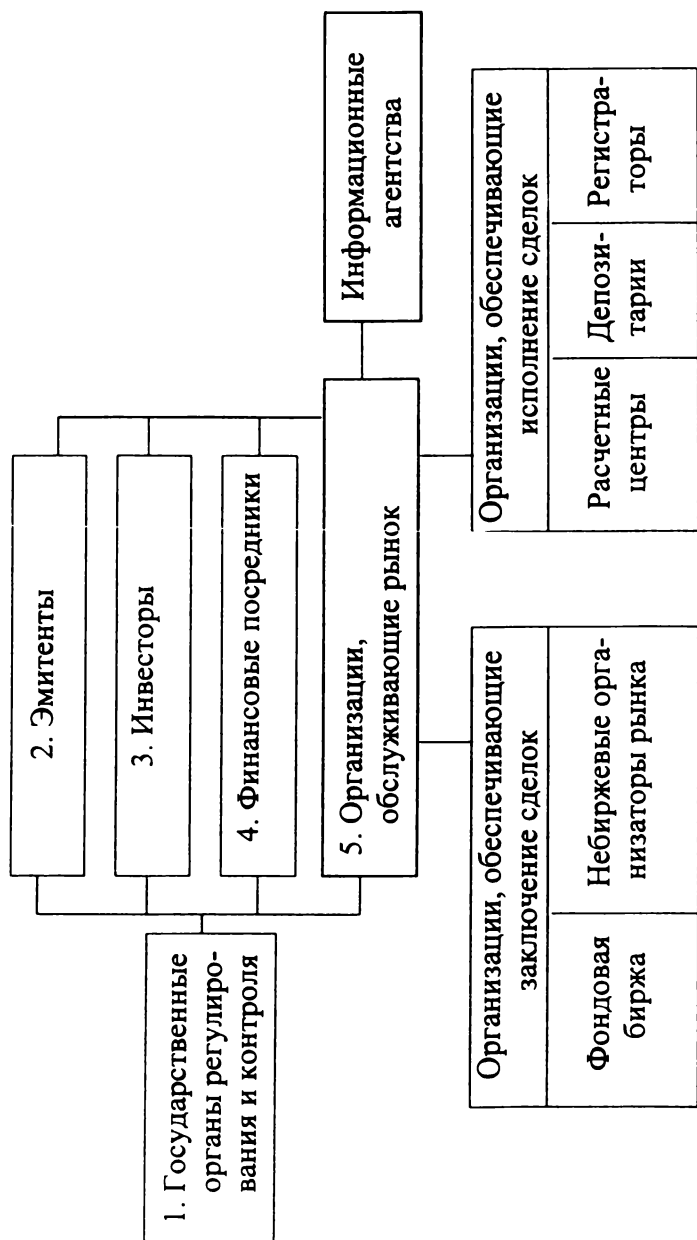 2. Эмитенты
3. Инвесторы
4. Финансовые посредники
1. Государственные
органы регулиро-
вания и контроля
5. Организации,
обслуживающие рынок
Информационные
агентства
Организации, обеспечивающие
заключение сделок
Фондовая
биржа
Небиржевые орга-
низаторы рынка
Организации, обеспечивающие
исполнение сделок
Расчетные
центры
Депози-
тарии
Регистра-
торы